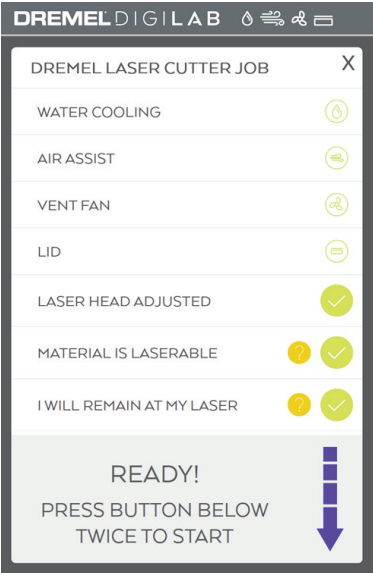 DREMEL DIGILAB
DREMEL LASER CUTTER JOB X
WATER COOLING
AIR ASSIST
VENT FAN
LID
LASER HEAD ADJUSTED
MATERIAL IS LASERABLE ?
I WILL REMAIN AT MY LASER ?
READY!
PRESS BUTTON BELOW
TWICE TO START